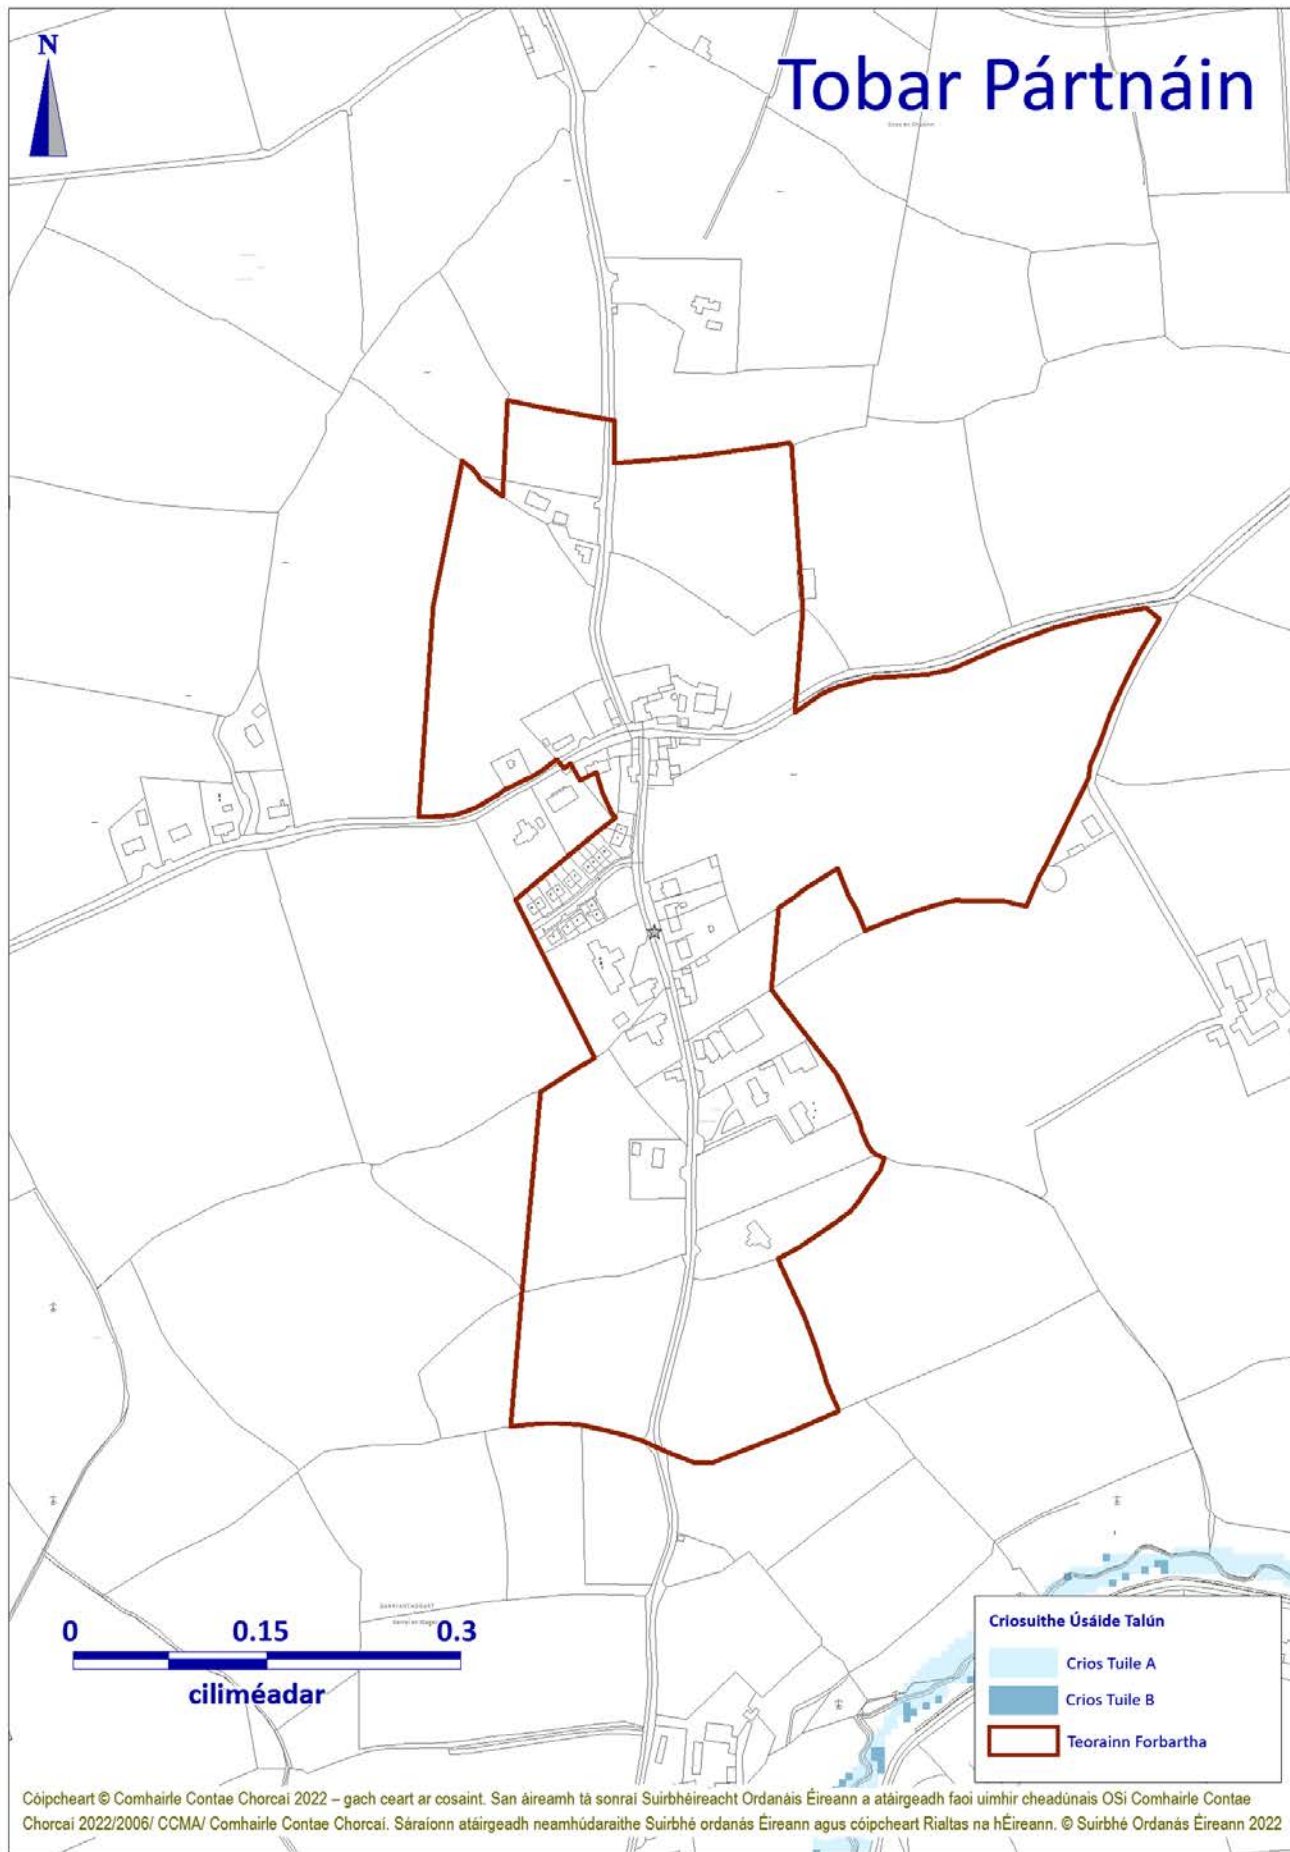 N
Tobar Pártnáin
0 0.15 0.3
ciliméadar
Criosuithe Úsáide Talún
Crios Tuile A
Crios Tuile B
Teorainn Forbartha
Cóipcheart © Comhairle Contae Chorcaí 2022 – gach ceart ar cosaint. San áireamh tá sonraí Suirbhéireacht Ordanáis Éireann a atáirgeadh faoi uimhir cheadúnais OSi Comhairle Contae
Chorcaí 2022/2006/ CCMA/ Comhairle Contae Chorcaí. Sáraíonn atáirgeadh neamhúdaraithe Suirbhé ordanás Éireann agus cóipcheart Rialtas na hÉireann. © Suirbhé Ordanás Éireann 2022